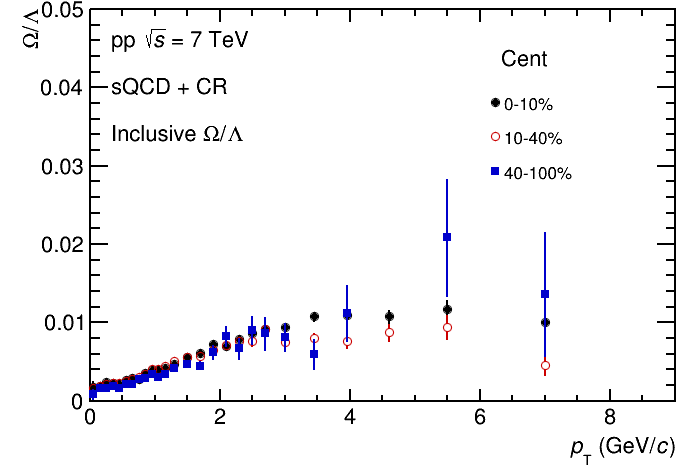 Ω/Λ
0.05
0.04
0.03
0.02
0.01
0
pp √s = 7 TeV
sQCD + CR
Inclusive Ω/Λ
Cent
0-10%
10-40%
40-100%
0 2 4 6 8
p_T (GeV/c)